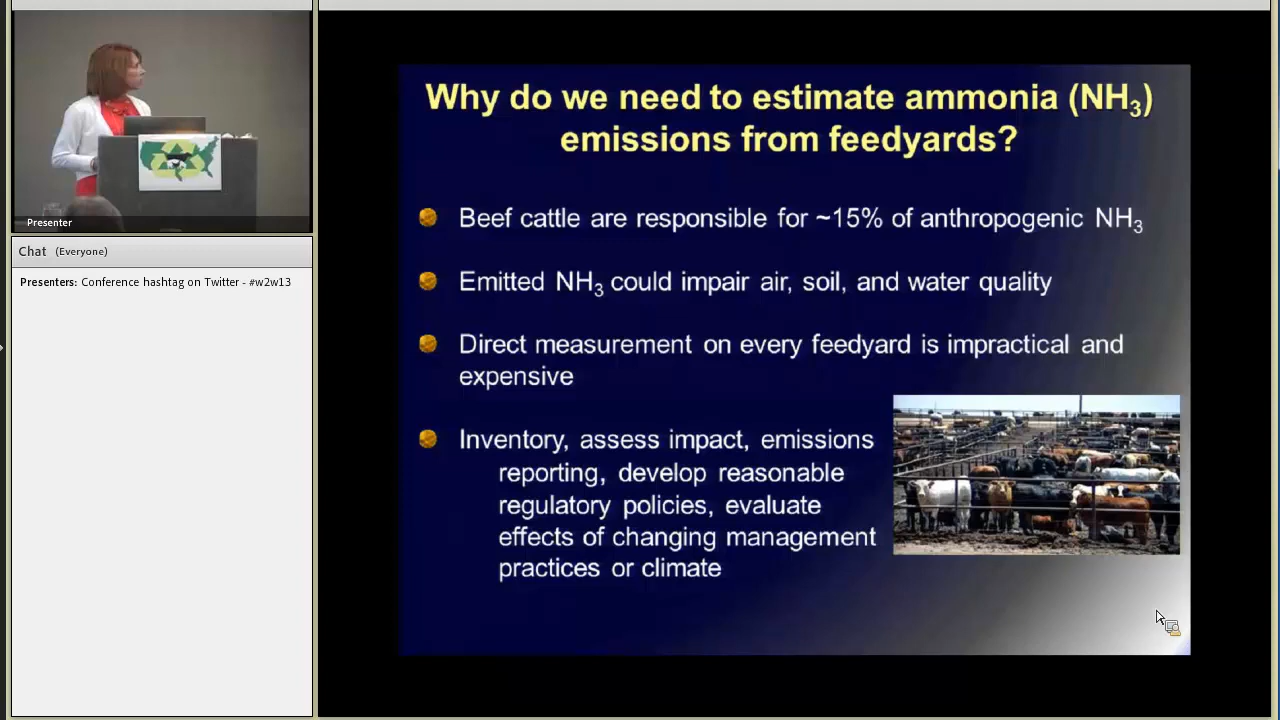 Presenter
Chat (Everyone)
Presenters: Conference hashtag on Twitter - #w2w13
Why do we need to estimate ammonia (NH₃)
emissions from feedyards?
Beef cattle are responsible for ~15% of anthropogenic NH₃
Emitted NH₃ could impair air, soil, and water quality
Direct measurement on every feedyard is impractical and
expensive
Inventory, assess impact, emissions
reporting, develop reasonable
regulatory policies, evaluate
effects of changing management
practices or climate